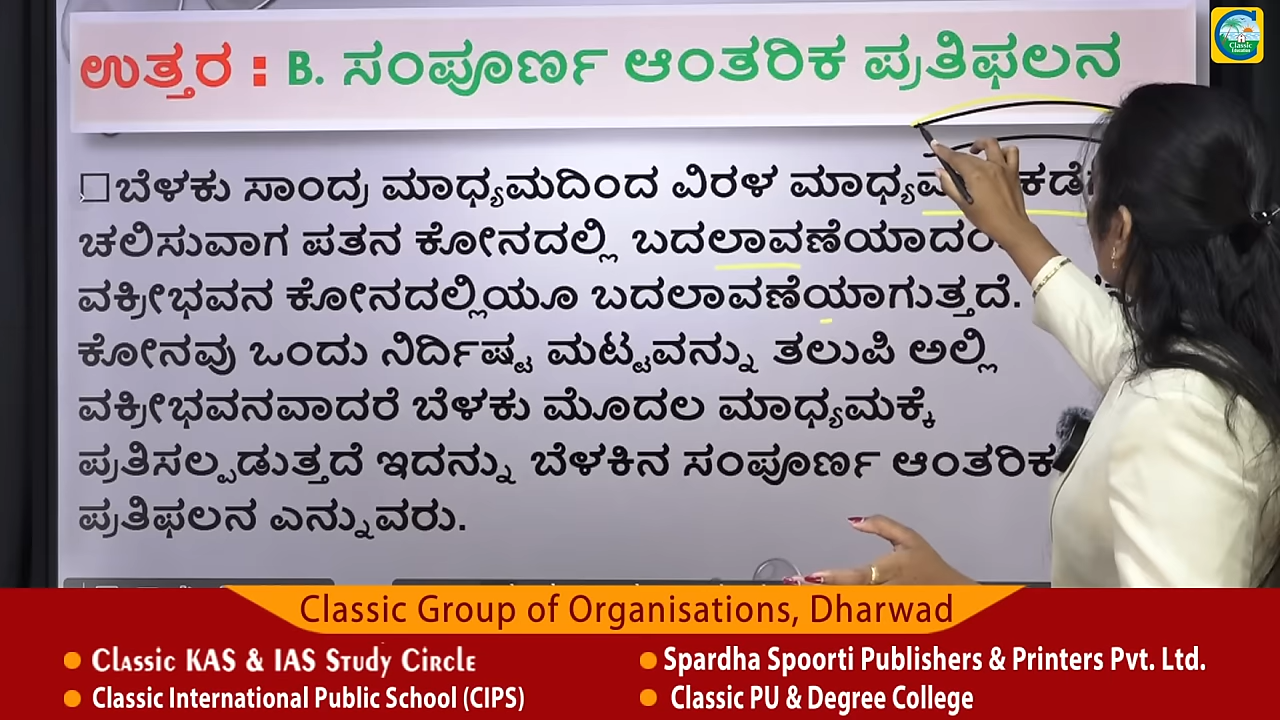 ಉತ್ತರ : B. ಸಂಪೂರ್ಣ ಆಂತರಿಕ ಪ್ರತಿಫಲನ
Classic
Education
ಬೆಳಕು ಸಾಂದ್ರ ಮಾಧ್ಯಮದಿಂದ ವಿರಳ
ಚಲಿಸುವಾಗ ಪತನ ಕೋನದಲ್ಲಿ
ವಕ್ರೀಭವನ ಕೋನದಲ್ಲಿಯೂ ಬದಲಾವಣೆಯಾಗುತ್ತದೆ.
ಕೋನವು ಒಂದು ನಿರ್ದಿಷ್ಟ ಮಟ್ಟವನ್ನು ತಲುಪಿ ಅಲ್ಲಿ
ವಕ್ರೀಭವನವಾದರೆ ಬೆಳಕು ಮೊದಲ ಮಾಧ್ಯಮಕ್ಕೆ
ಪ್ರತಿಸಲ್ಪಡುತ್ತದೆ ಇದನ್ನು ಬೆಳಕಿನ ಸಂಪೂರ್ಣ ಆಂತರಿಕ
ಪ್ರತಿಫಲನ ಎನ್ನುವರು.
Classic Group of Organisations, Dharwad
Classic KAS & IAS Study Circle
Spardha Spoorti Publishers & Printers Pvt. Ltd.
Classic International Public School (CIPS)
Classic PU & Degree College